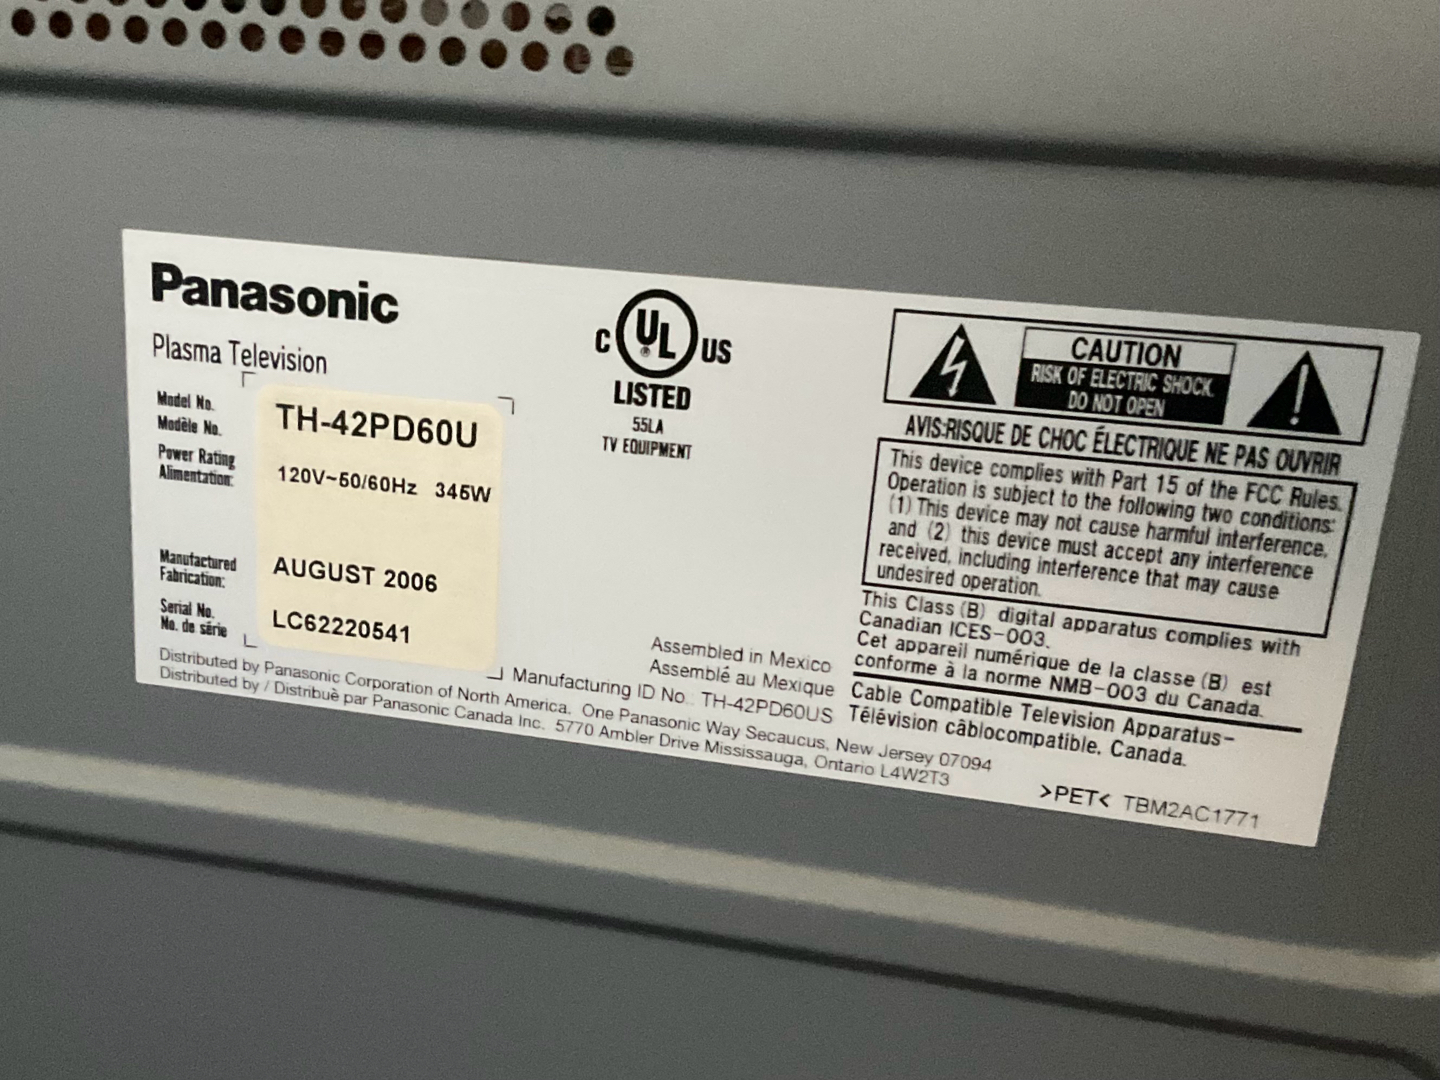 Panasonic
Plasma Television
Model No.
Modèle No.
TH-42PD60U
Power Rating
Alimentation:
120V~50/60Hz 345W
Manufactured
Fabrication:
AUGUST 2006
Serial No.
No. de série
LC62220541
C UL US
®
LISTED
55LA
TV EQUIPMENT
Assembled in Mexico
Assemblé au Mexique
Manufacturing ID No.: TH-42PD60US
Distributed by Panasonic Corporation of North America. One Panasonic Way Secaucus, New Jersey 07094
Distributed by / Distribuè par Panasonic Canada Inc. 5770 Ambler Drive Mississauga, Ontario L4W2T3
CAUTION
RISK OF ELECTRIC SHOCK.
DO NOT OPEN
AVIS:RISQUE DE CHOC ÉLECTRIQUE NE PAS OUVRIR
This device complies with Part 15 of the FCC Rules.
Operation is subject to the following two conditions:
(1) This device may not cause harmful interference,
and (2) this device must accept any interference
received, including interference that may cause
undesired operation.
This Class (B) digital apparatus complies with
Canadian ICES-003.
Cet appareil numérique de la classe (B) est
conforme à la norme NMB-003 du Canada.
Cable Compatible Television Apparatus-
Télévision câblocompatible, Canada.
>PET< TBM2AC1771